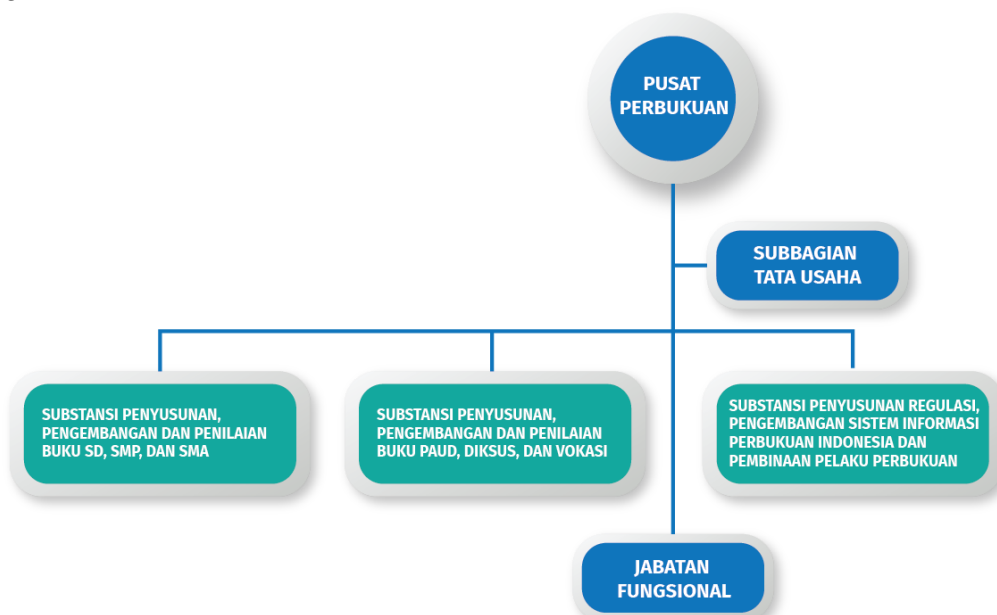 PUSAT
PERBUKUAN
SUBBAGIAN
TATA USAHA
SUBSTANSI PENYUSUNAN,
PENGEMBANGAN DAN PENILAIAN
BUKU SD, SMP, DAN SMA
SUBSTANSI PENYUSUNAN,
PENGEMBANGAN DAN PENILAIAN
BUKU PAUD, DIKSUS, DAN VOKASI
SUBSTANSI PENYUSUNAN REGULASI,
PENGEMBANGAN SISTEM INFORMASI
PERBUKUAN INDONESIA DAN
PEMBINAAN PELAKU PERBUKUAN
JABATAN
FUNGSIONAL